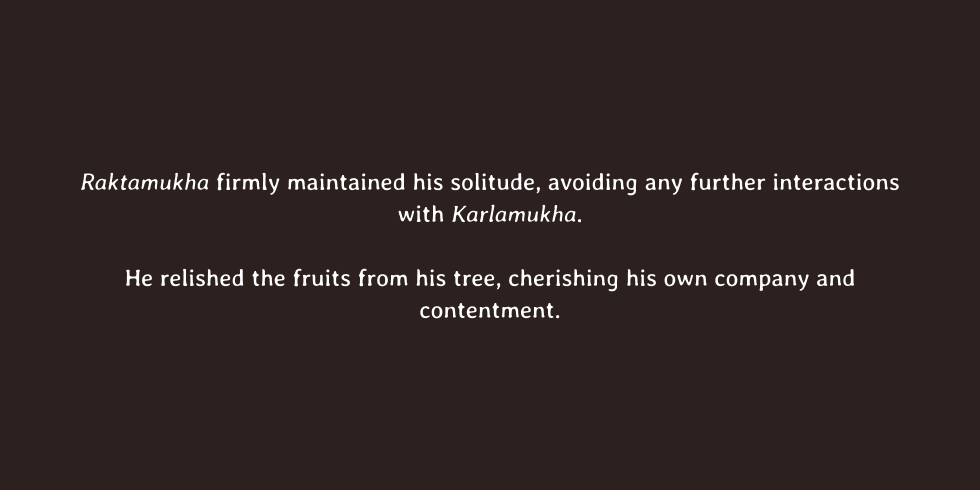 Raktamukha firmly maintained his solitude, avoiding any further interactions
with Karlamukha.
He relished the fruits from his tree, cherishing his own company and
contentment.